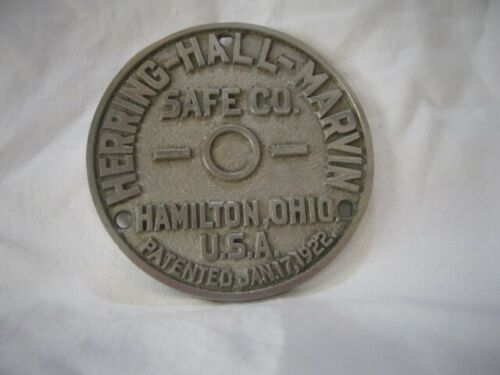 HERRING-HALL-MARVIN
SAFE CO.
HAMILTON, OHIO,
U.S.A.
PATENTED JAN. 17, 1922.